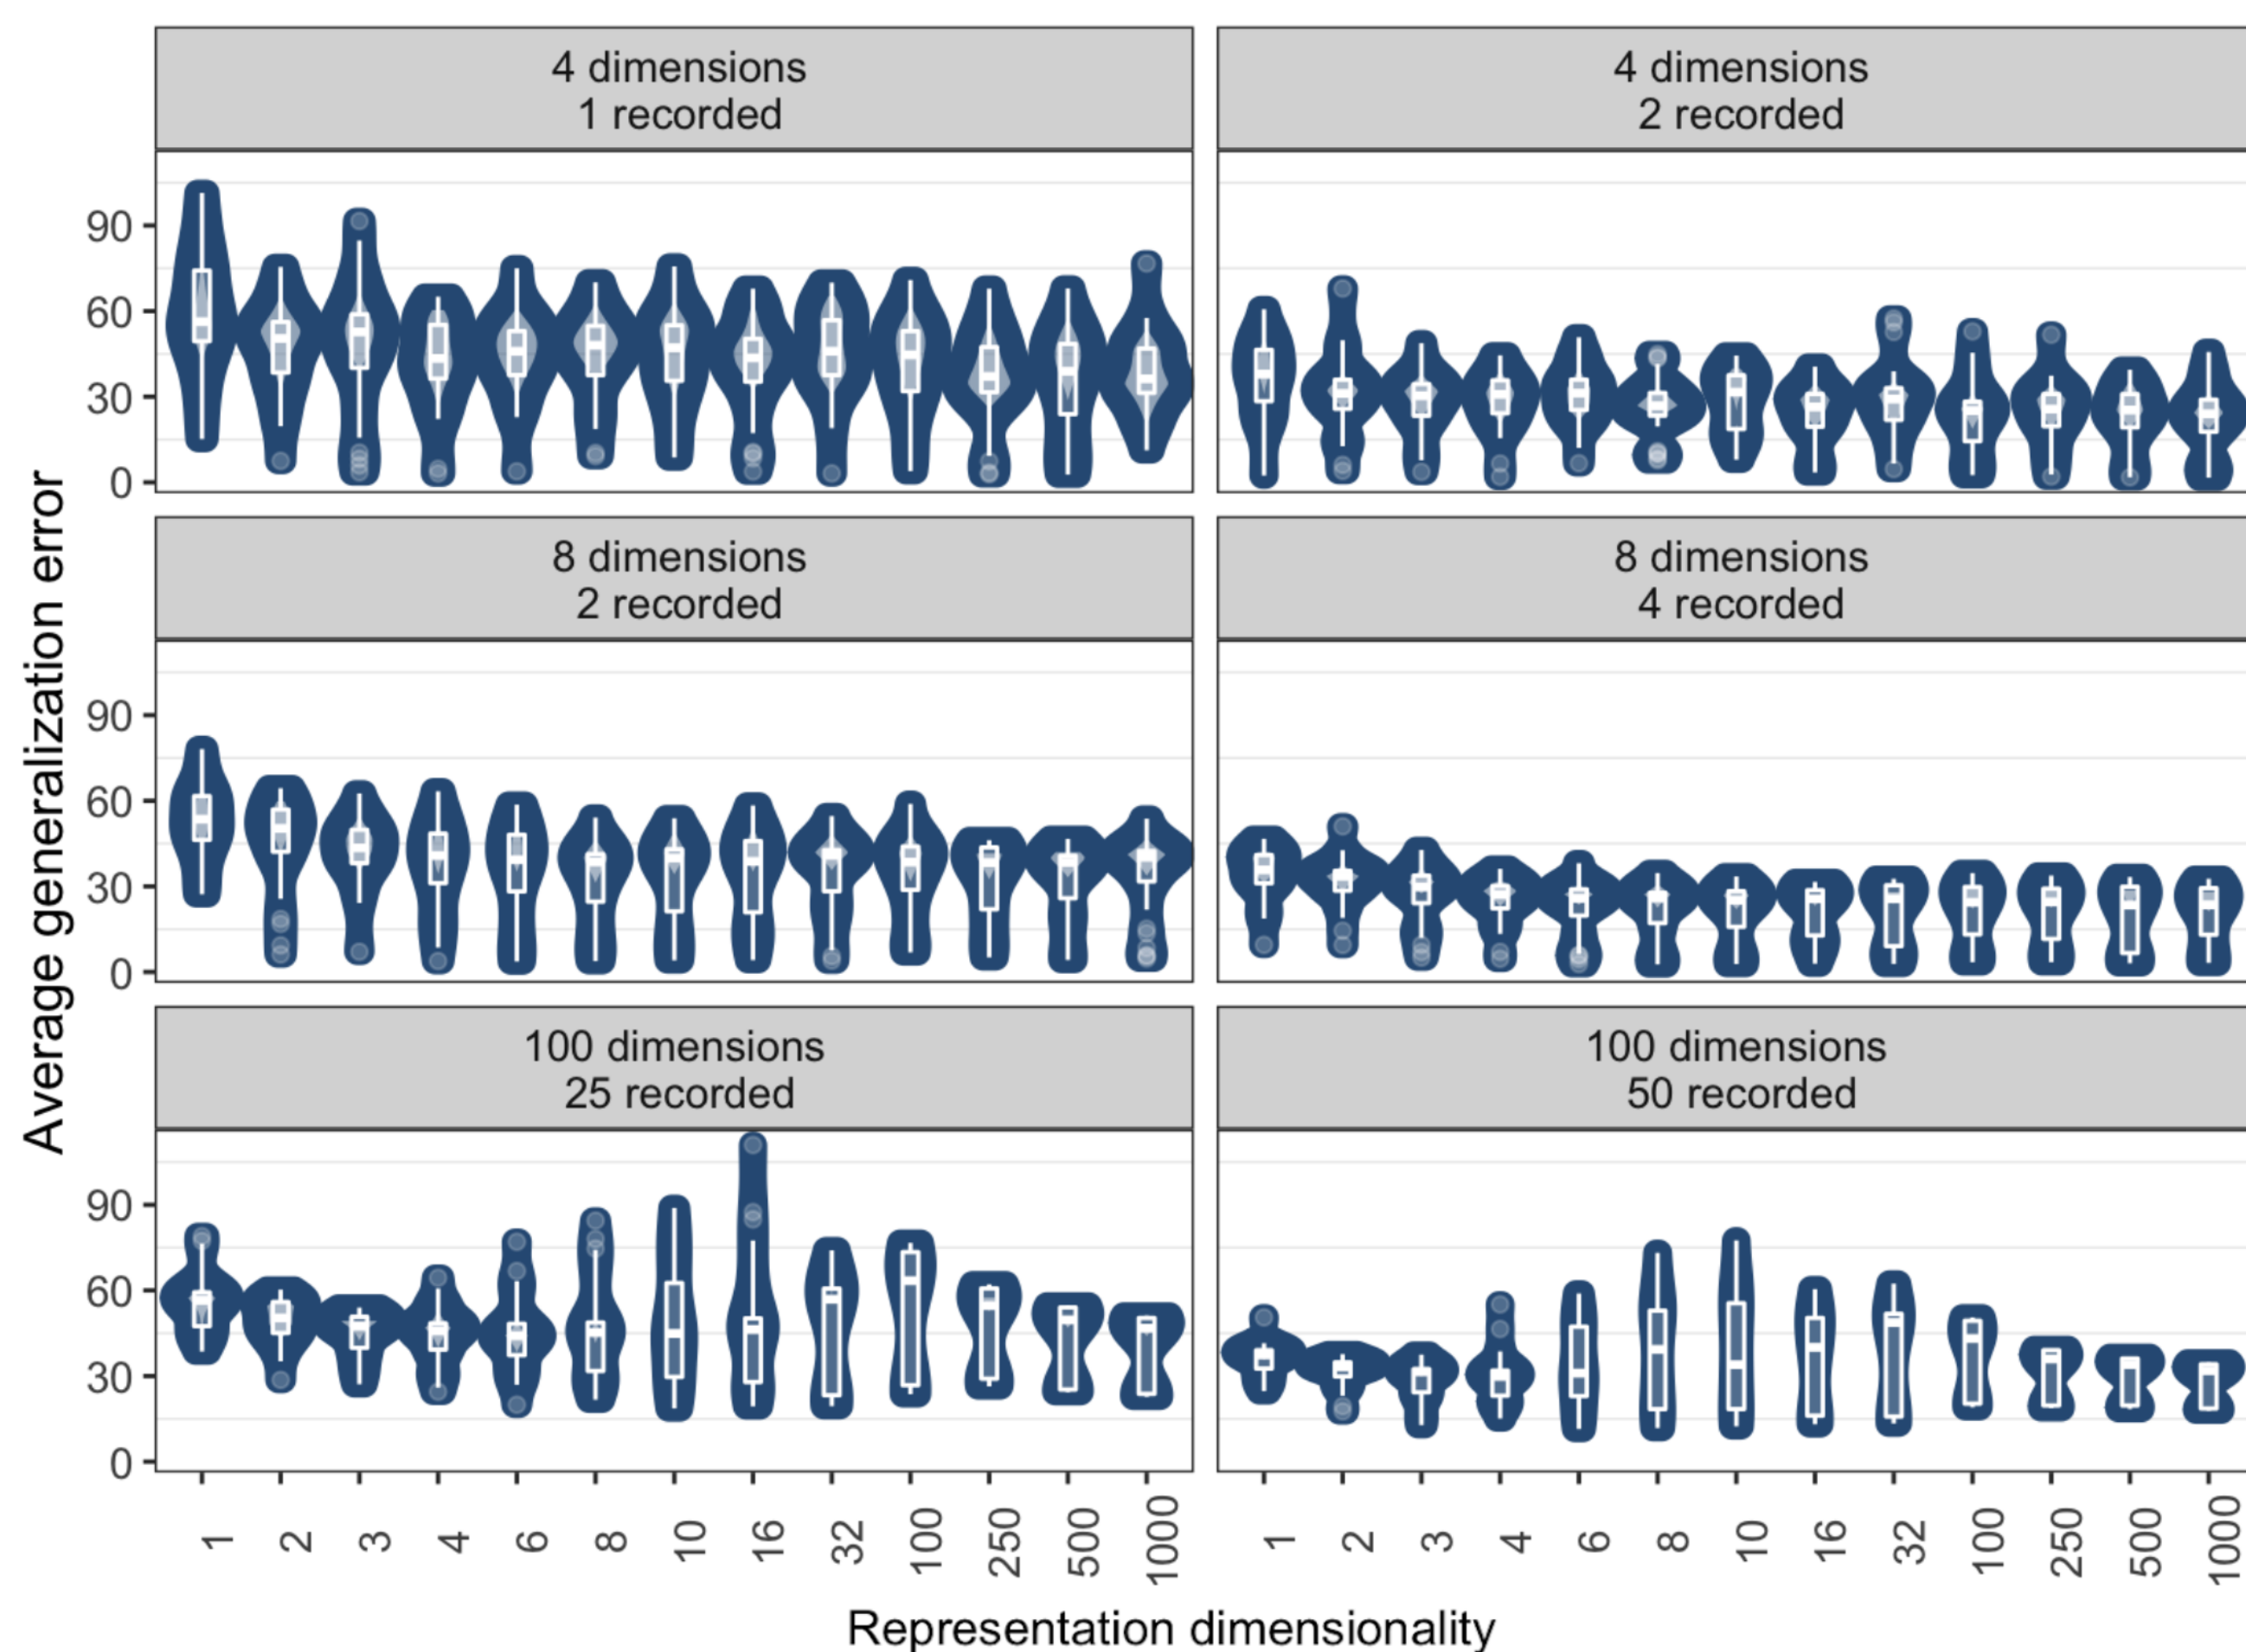 4 dimensions
1 recorded
4 dimensions
2 recorded
90
60
30
0
8 dimensions
2 recorded
8 dimensions
4 recorded
90
60
30
0
100 dimensions
25 recorded
100 dimensions
50 recorded
90
60
30
0
Average generalization error
1 2 3 4 6 8 10 16 32 100 250 500 1000
1 2 3 4 6 8 10 16 32 100 250 500 1000
Representation dimensionality